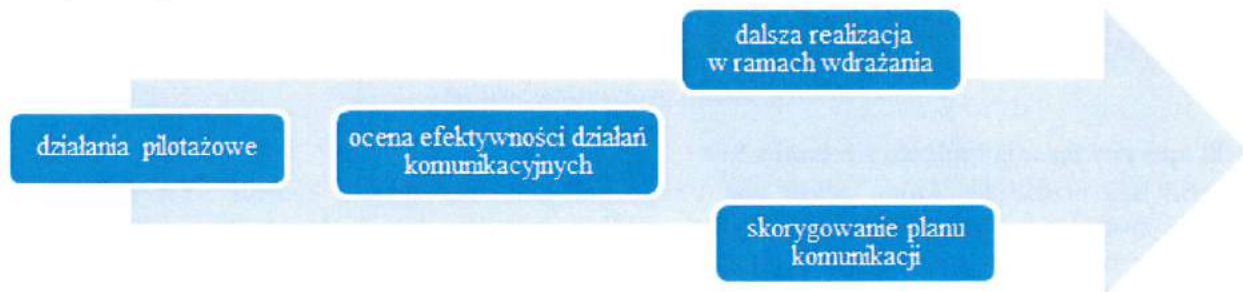 działania pilotażowe
ocena efektywności działań
komunikacyjnych
dalsza realizacja
w ramach wdrażania
skorygowanie planu
komunikacji